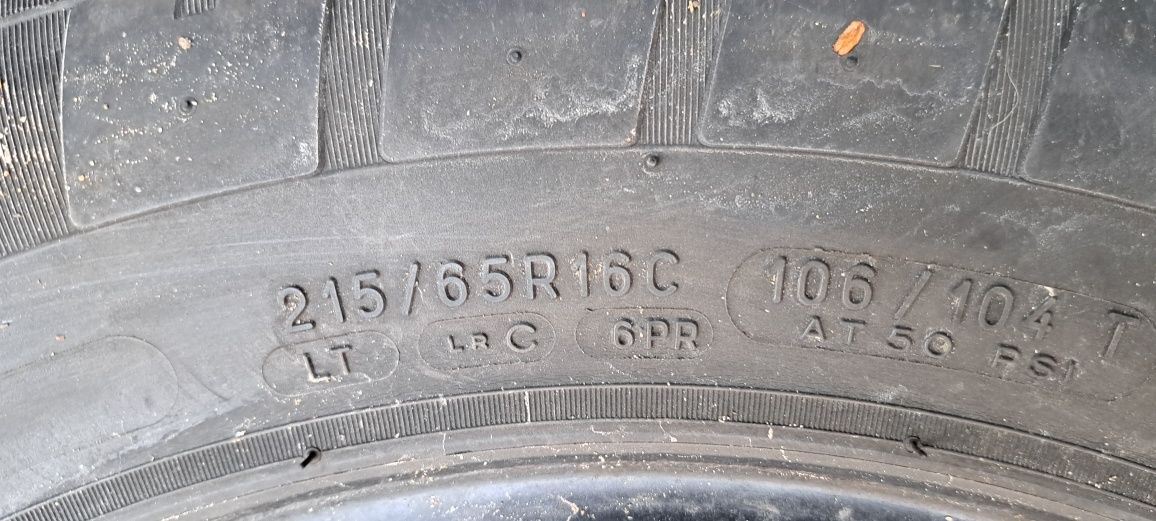 215/65R16C 106/104 T
LT LR C 6PR AT 50 PSI